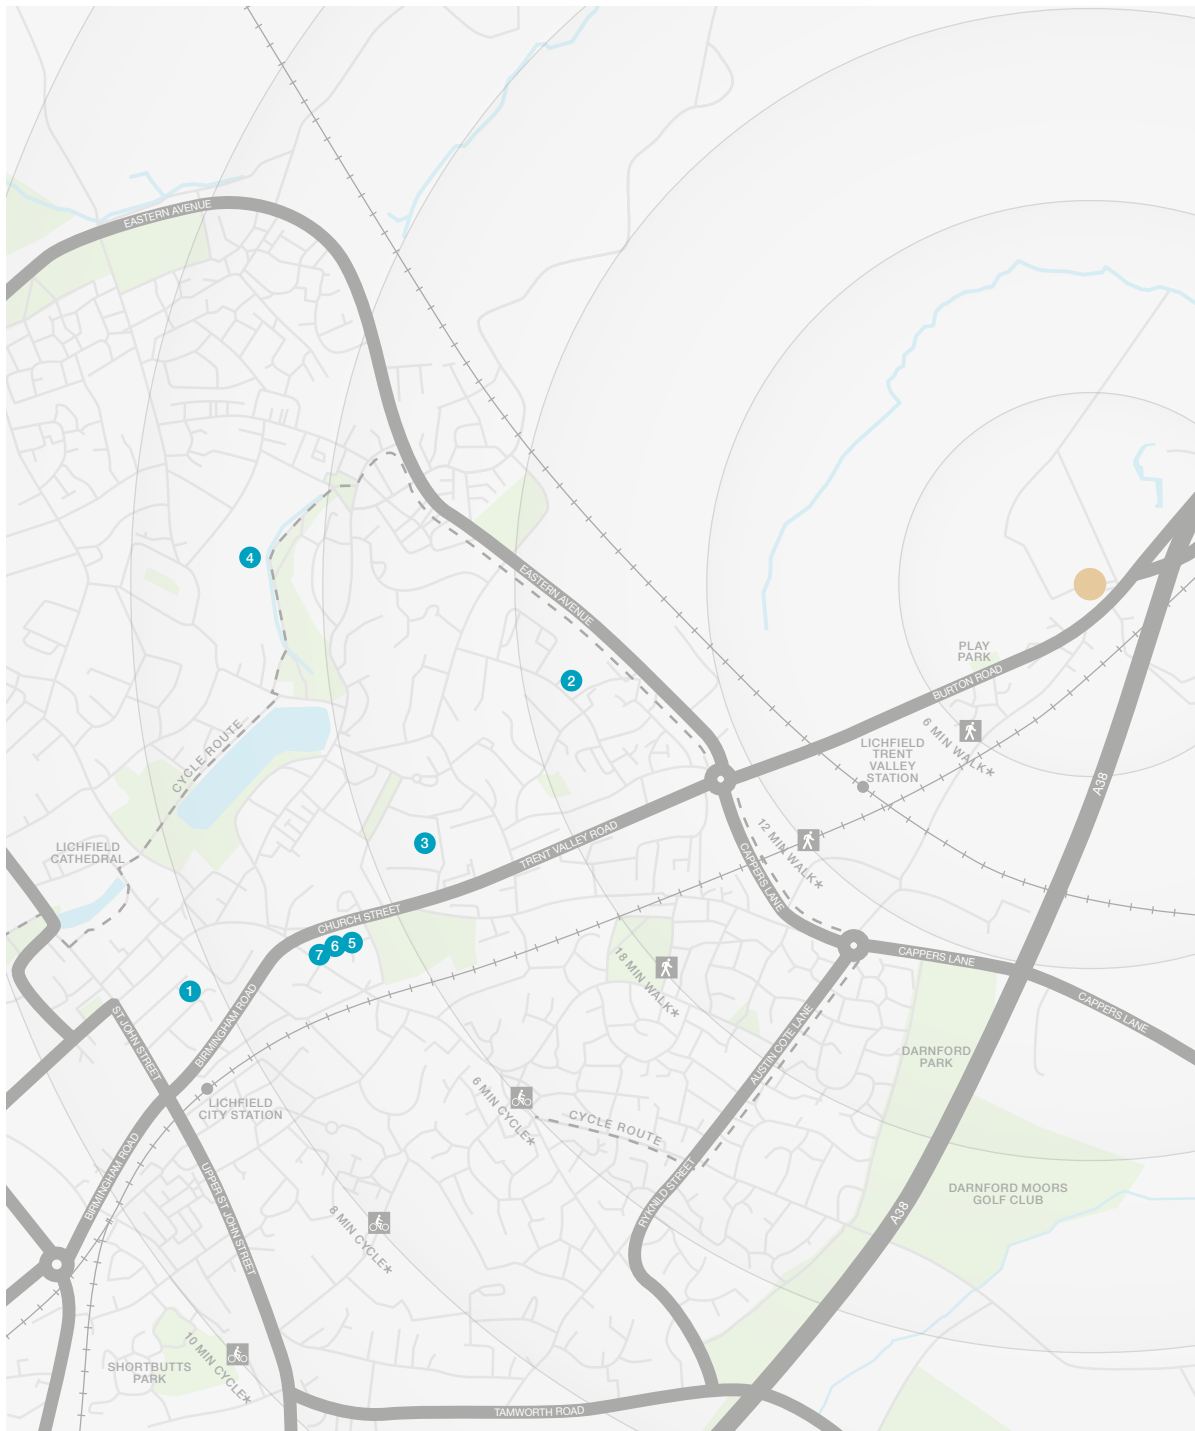 EASTERN AVENUE
4
EASTERN AVENUE
2
PLAY
PARK
BURTON ROAD
6 MIN WALK*
LICHFIELD
TRENT
VALLEY
STATION
A38
CYCLE ROUTE
LICHFIELD
CATHEDRAL
3
TRENT VALLEY ROAD
12 MIN WALK*
CAPPERS LANE
CHURCH STREET
7
6
5
18 MIN WALK*
CAPPERS LANE
CAPPERS LANE
1
ST JOHN STREET
BIRMINGHAM ROAD
AUSTIN COTE LANE
DARNFORD
PARK
LICHFIELD
CITY STATION
6 MIN CYCLE*
CYCLE ROUTE
BIRMINGHAM ROAD
UPPER ST JOHN STREET
RYKNILD STREET
DARNFORD MOORS
GOLF CLUB
A38
8 MIN CYCLE*
10 MIN CYCLE*
SHORTBUTTS
PARK
TAMWORTH ROAD